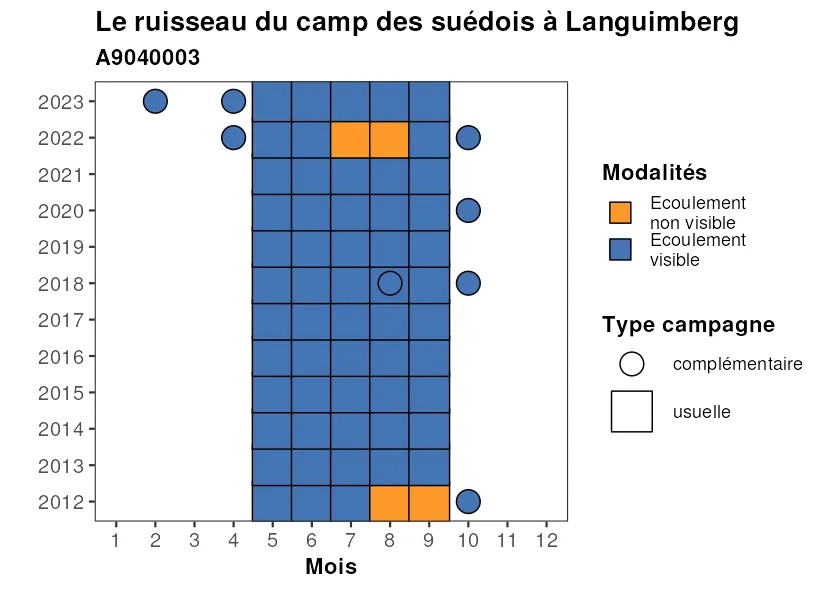 Le ruisseau du camp des suédois à Languimberg
A9040003
2023
2022
2021
2020
2019
2018
2017
2016
2015
2014
2013
2012
1 2 3 4 5 6 7 8 9 10 11 12
Mois
Modalités
Ecoulement
non visible
Ecoulement
visible
Type campagne
complémentaire
usuelle